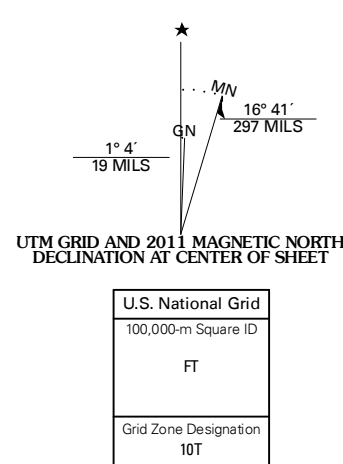 ★
MN
16° 41´
297 MILS
GN
1° 4´
19 MILS
UTM GRID AND 2011 MAGNETIC NORTH
DECLINATION AT CENTER OF SHEET
U.S. National Grid
100,000-m Square ID
FT
Grid Zone Designation
10T